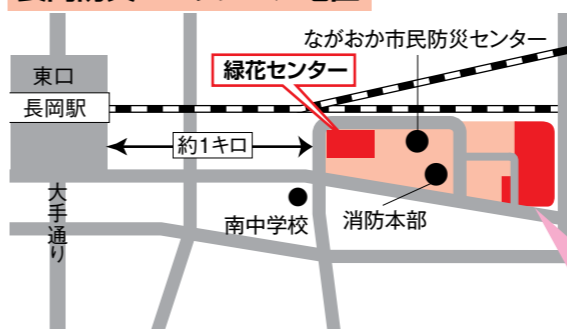 ながおか市民防災センター
緑花センター
東口
長岡駅
約1キロ
大手通り
南中学校
消防本部